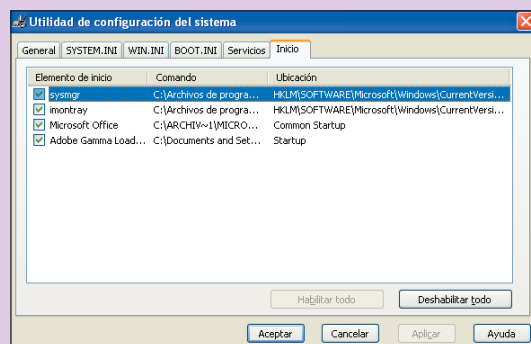 Utilidad de configuración del sistema
General SYSTEM.INI WIN.INI BOOT.INI Servicios Inicio
Elemento de inicio Comando Ubicación
sysmgr C:\Archivos de progra... HKLM\SOFTWARE\Microsoft\Windows\CurrentVersi...
imontray C:\Archivos de progra... HKLM\SOFTWARE\Microsoft\Windows\CurrentVersi...
Microsoft Office C:\ARCHIV~1\MICRO... Common Startup
Adobe Gamma Load... C:\Documents and Set... Startup
Habilitar todo Deshabilitar todo
Aceptar Cancelar Aplicar Ayuda